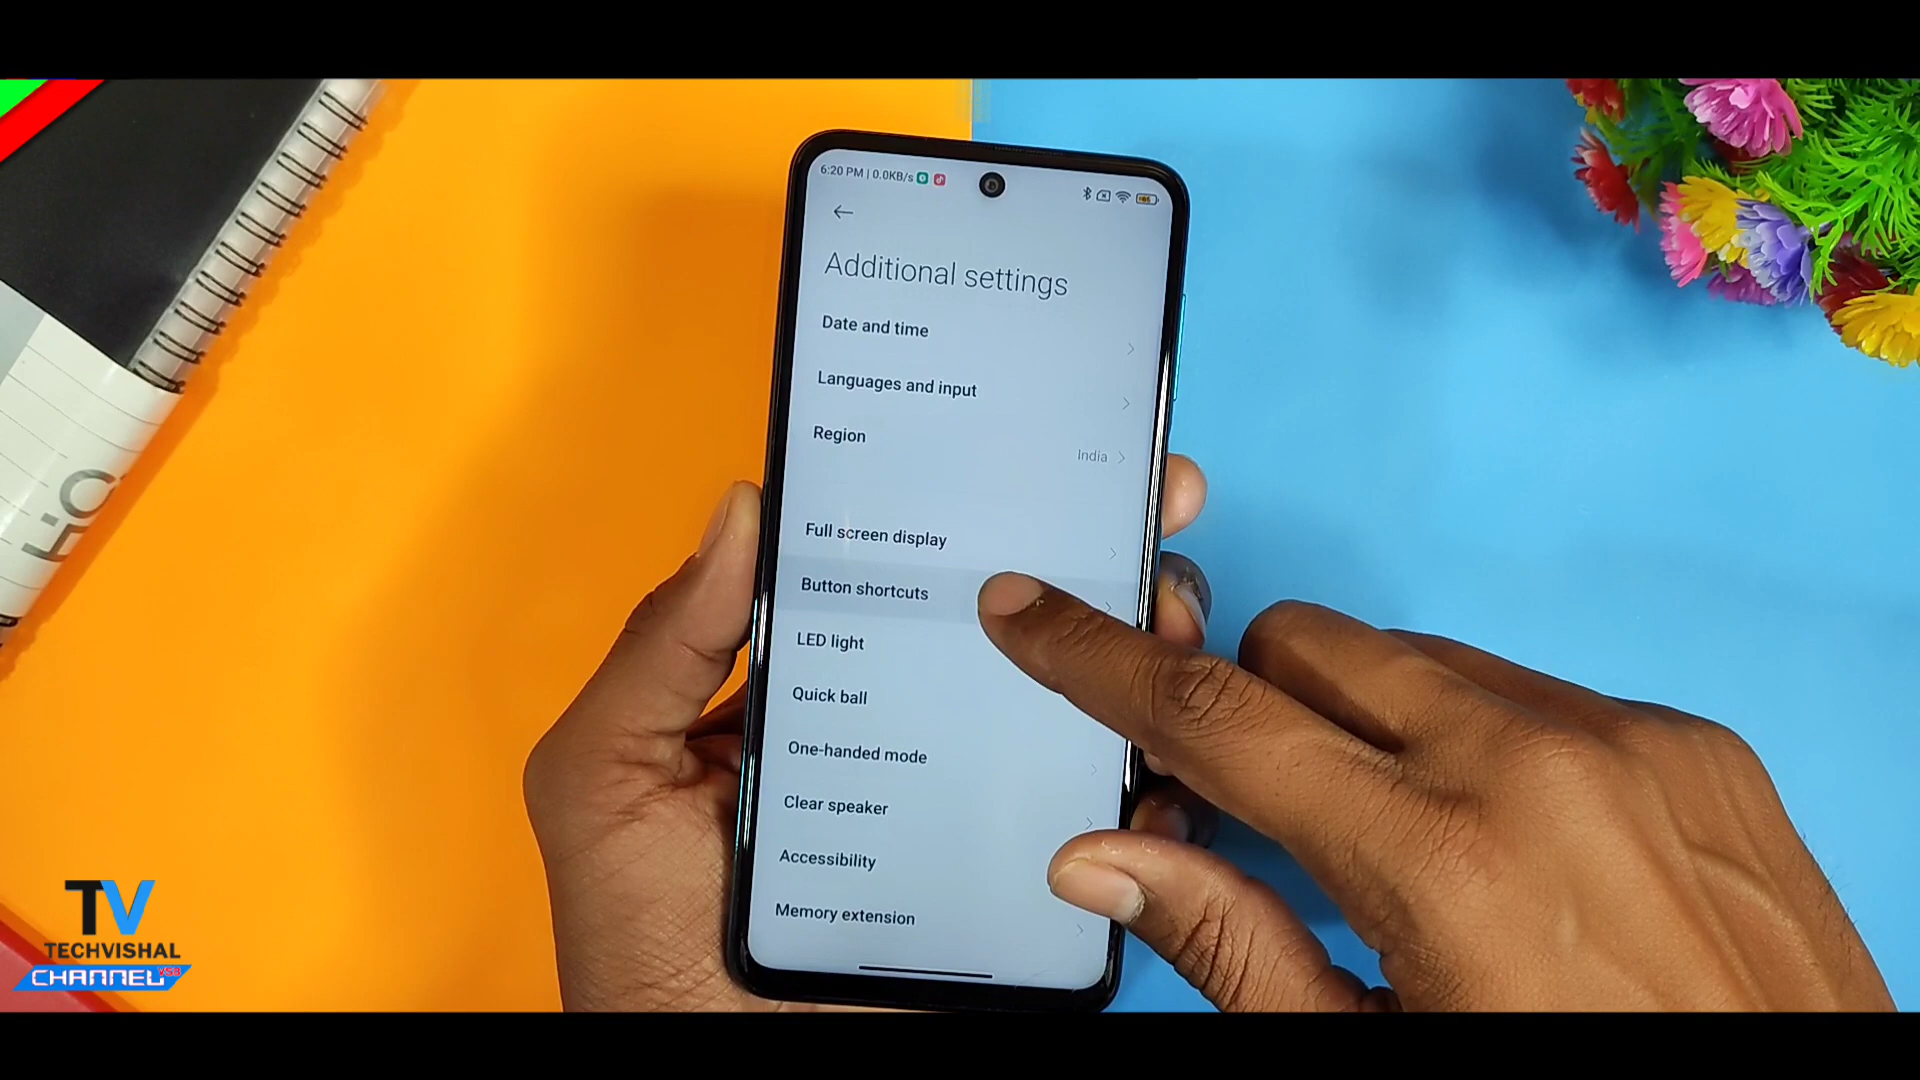 6:20 PM | 0.0KB/s
Additional settings
Date and time
Languages and input
Region
India
Full screen display
Button shortcuts
LED light
Quick ball
One-handed mode
Clear speaker
Accessibility
Memory extension
TV
TECHVISHAL
CHANNEL VSB